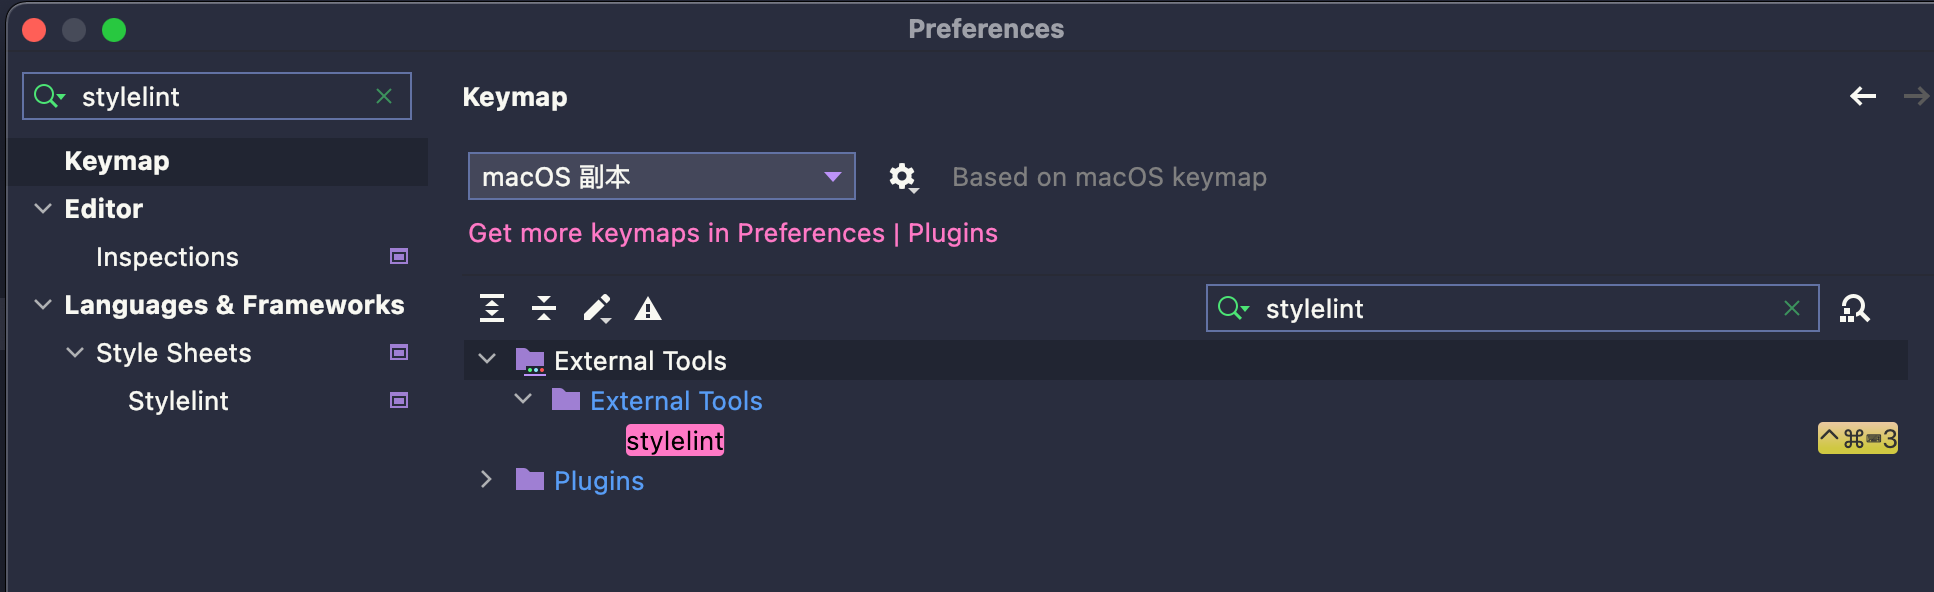 Preferences
stylelint
Keymap
Editor
Inspections
Languages & Frameworks
Style Sheets
Stylelint
Keymap
macOS 副本
Based on macOS keymap
Get more keymaps in Preferences | Plugins
stylelint
External Tools
External Tools
stylelint
^⌘⌨3
Plugins